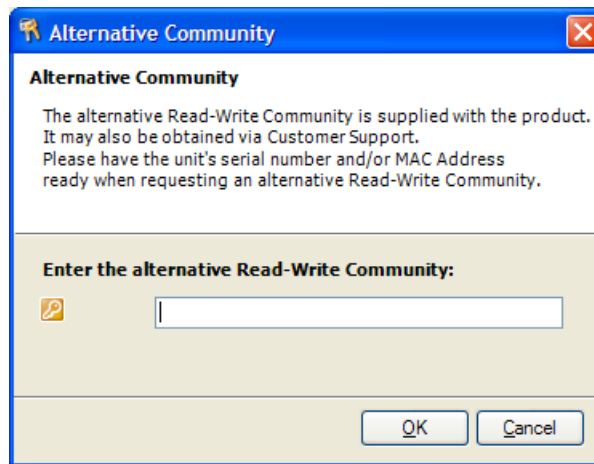 Alternative Community
Alternative Community
The alternative Read-Write Community is supplied with the product.
It may also be obtained via Customer Support.
Please have the unit's serial number and/or MAC Address
ready when requesting an alternative Read-Write Community.
Enter the alternative Read-Write Community:
OK Cancel